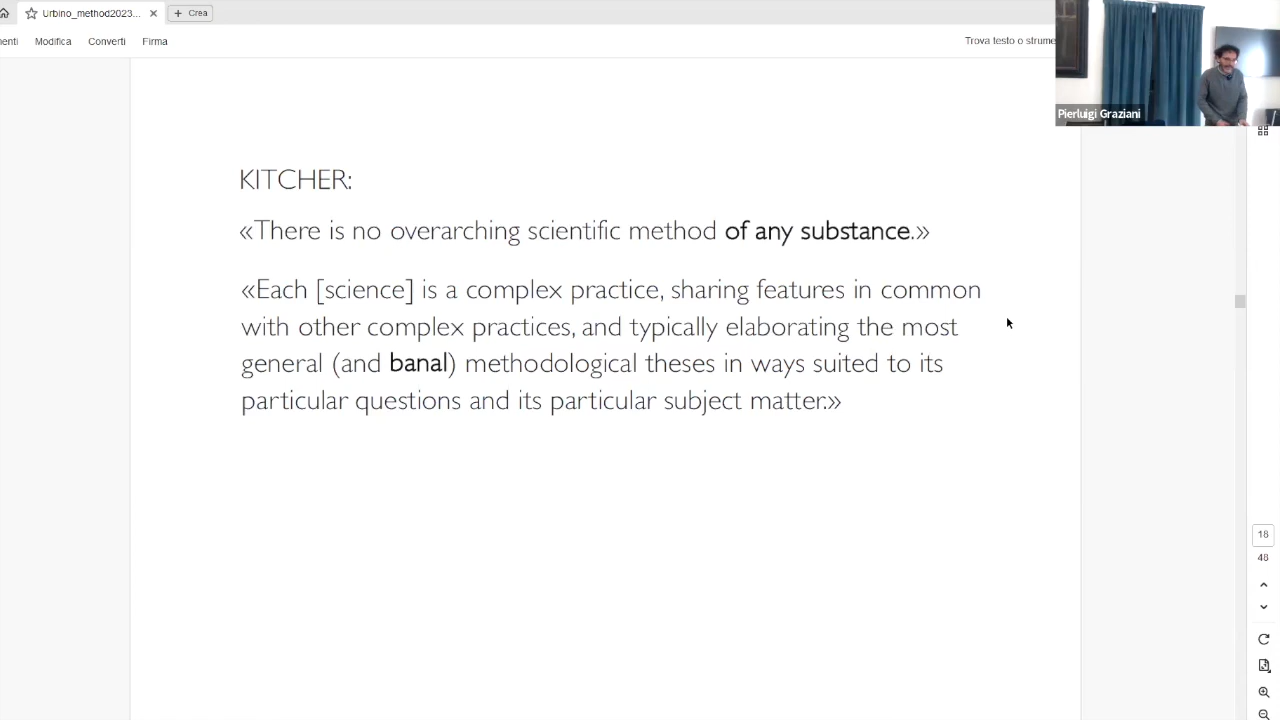 Urbino_method2023...
Crea
menti
Modifica
Converti
Firma
Trova testo o strume
Pierluigi Graziani
KITCHER:
«There is no overarching scientific method of any substance.»
«Each [science] is a complex practice, sharing features in common
with other complex practices, and typically elaborating the most
general (and banal) methodological theses in ways suited to its
particular questions and its particular subject matter.»
18
48